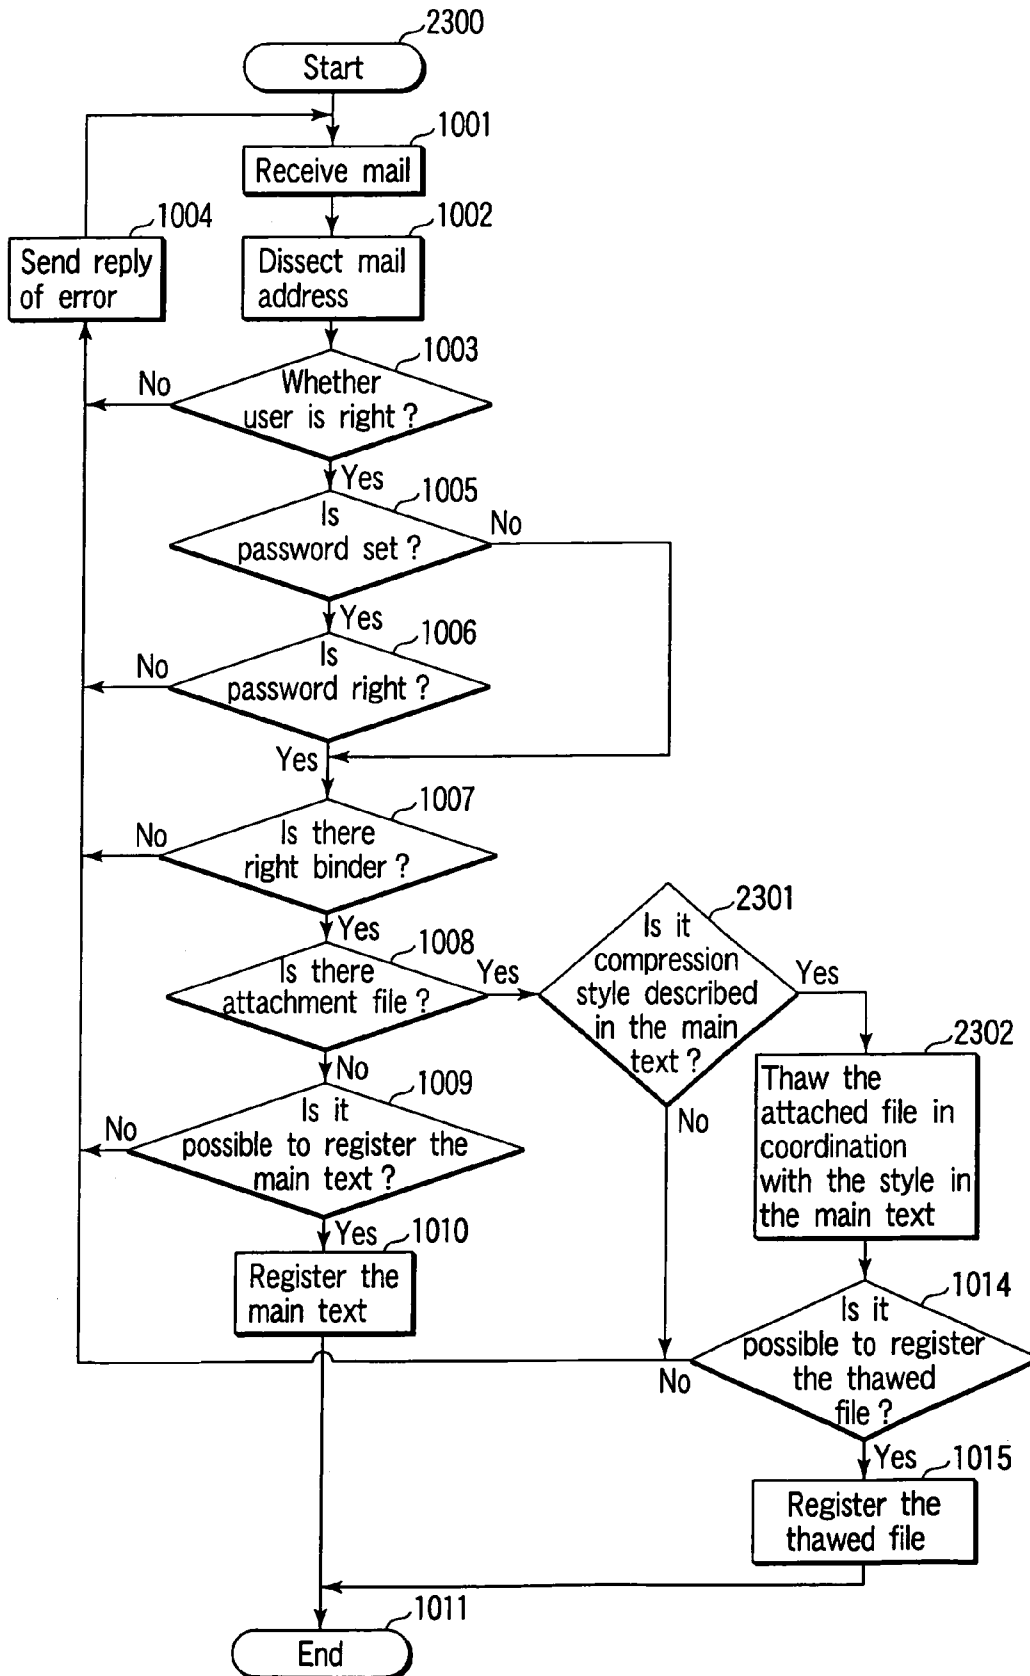 2300
Start
1001
Receive mail
1004
1002
Send reply
of error
Dissect mail
address
1003
No
Whether
user is right ?
Yes
1005
Is
password set ?
No
Yes
1006
Is
password right ?
No
Yes
1007
Is there
right binder ?
No
Yes
1008
Is there
attachment file ?
Yes
2301
Is it
compression
style described
in the main
text ?
Yes
No
2302
Thaw the
attached file in
coordination
with the style in
the main text
No
1009
Is it
possible to register the
main text ?
No
Yes
1010
Register the
main text
1014
Is it
possible to register
the thawed
file ?
No
Yes
1015
Register the
thawed file
1011
End